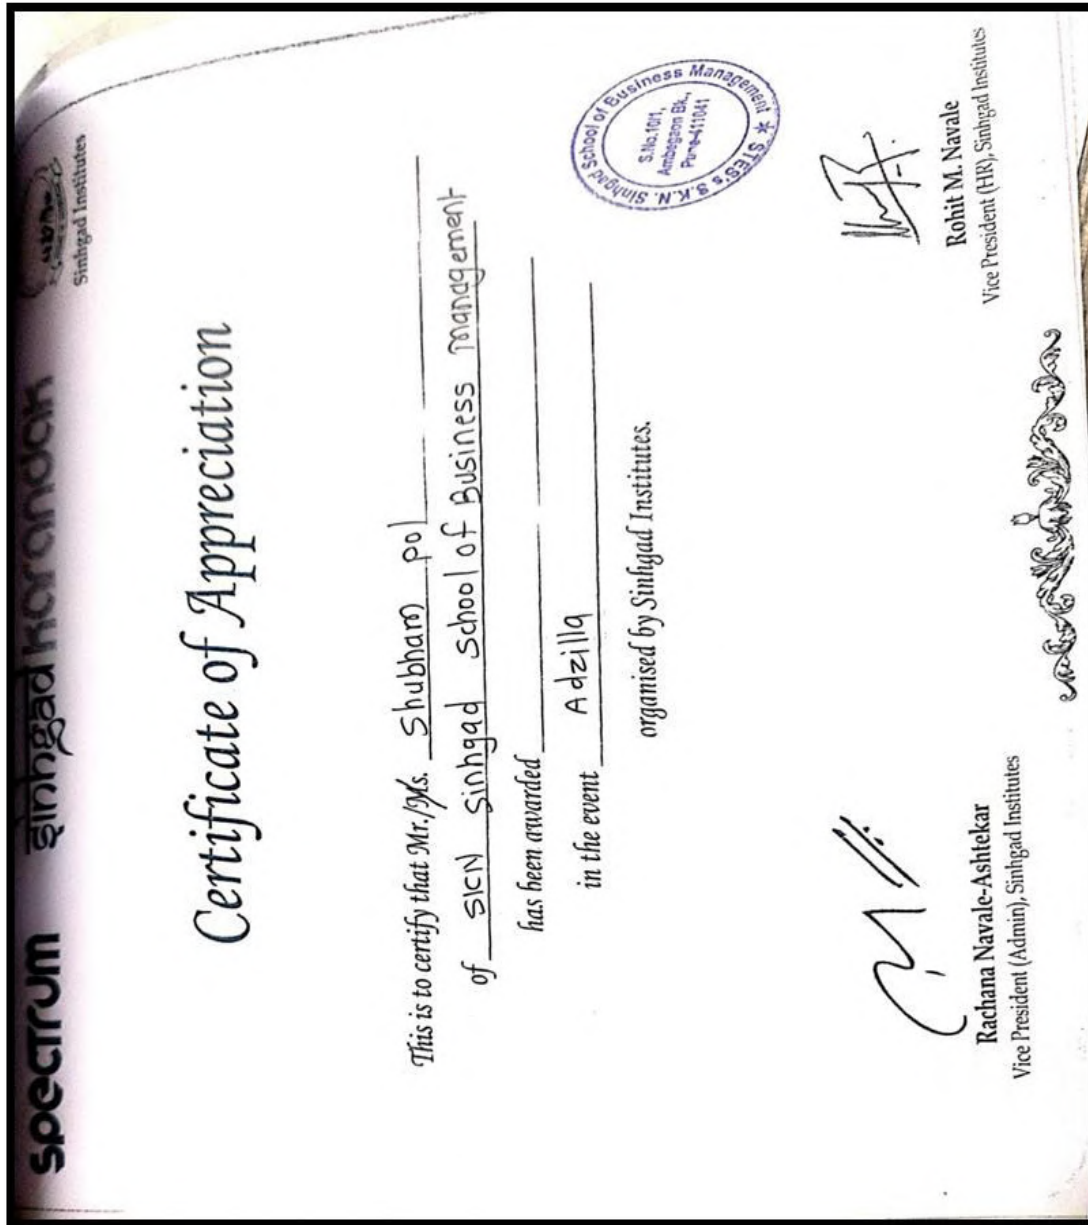 spectrum sinhgad karandak
Sinhgad Institutes
Certificate of Appreciation
This is to certify that Mr./Ms. Shubham pol
of SKN Sinhgad School of Business Management
has been awarded
in the event Adzilla
organised by Sinhgad Institutes.
STES's S.K.N. Sinhgad School of Business Management *
S.No.10/1,
Ambegaon Bk.,
Pune-411041
Rachana Navale-Ashtekar
Vice President (Admin), Sinhgad Institutes
Rohit M. Navale
Vice President (HR), Sinhgad Institutes